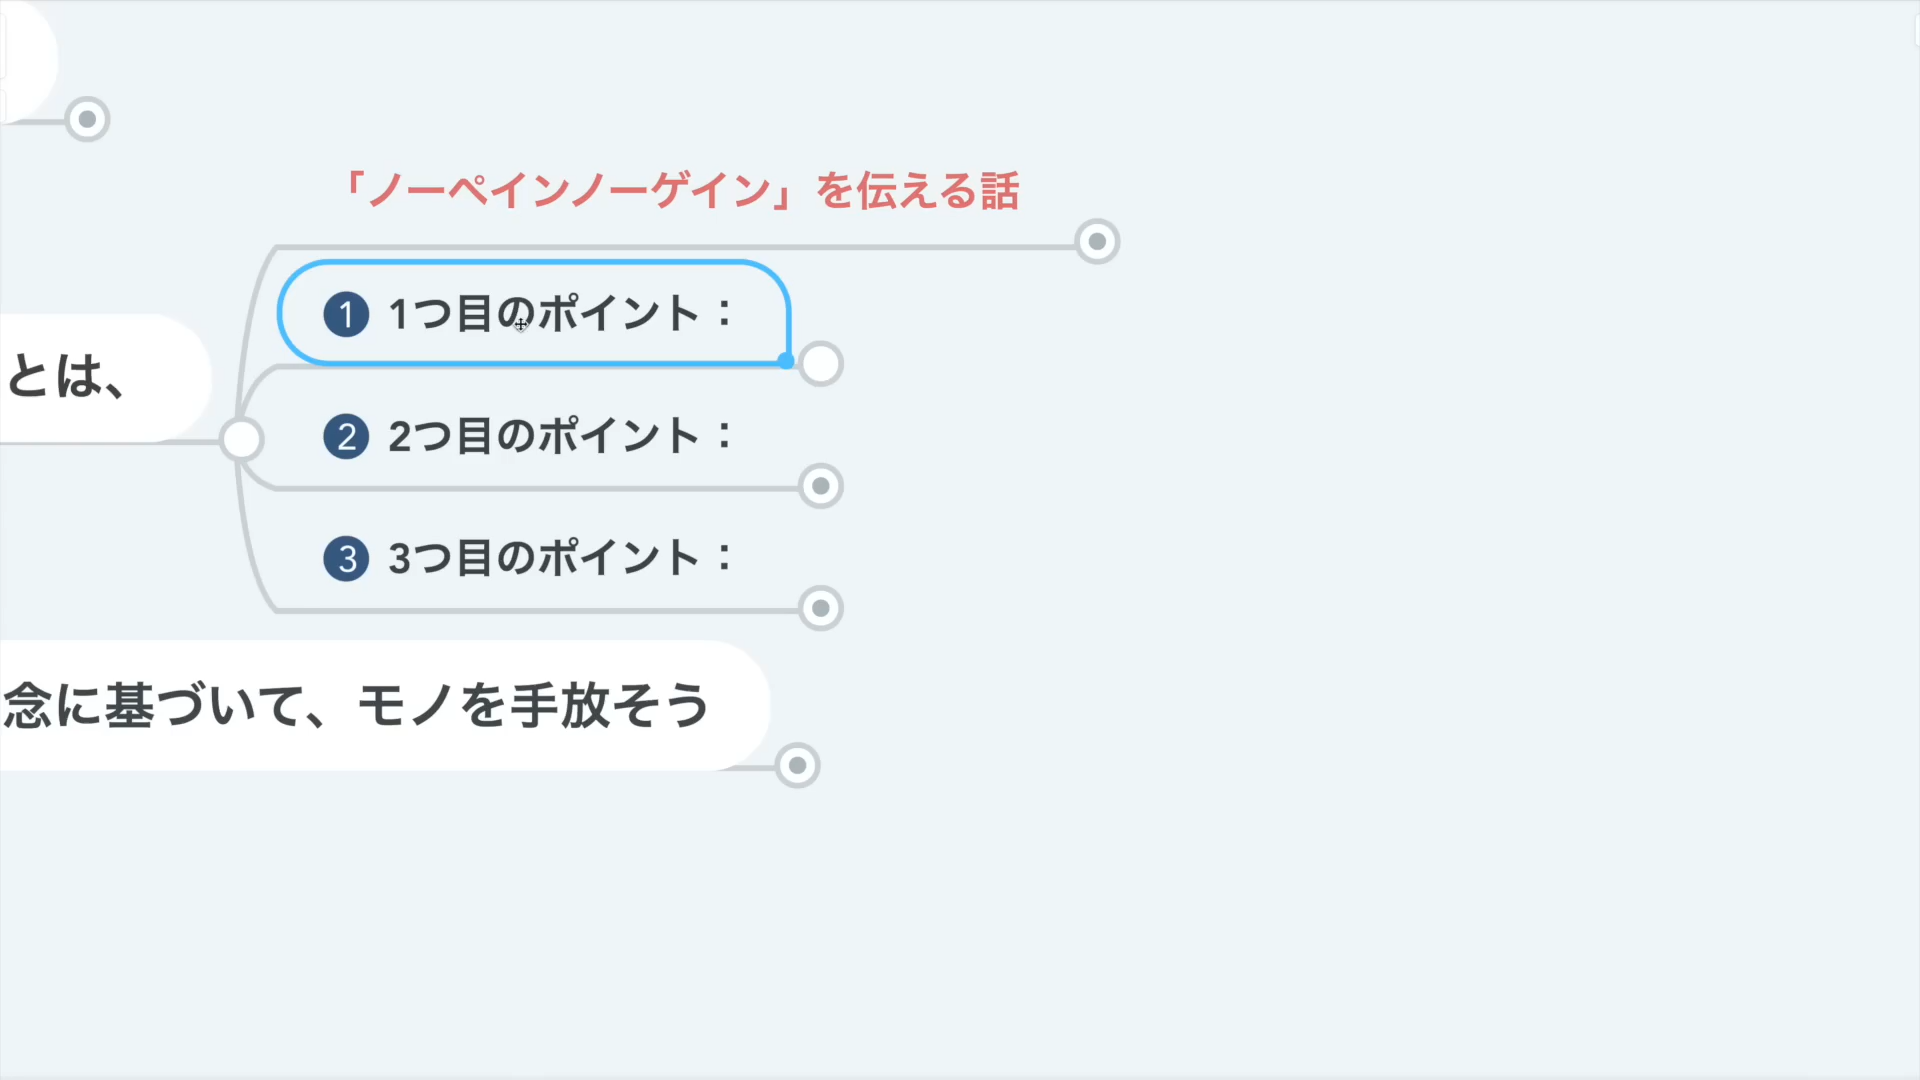 「ノーペインノーゲイン」を伝える話
1 1つ目のポイント：
とは、
2 2つ目のポイント：
3 3つ目のポイント：
念に基づいて、モノを手放そう